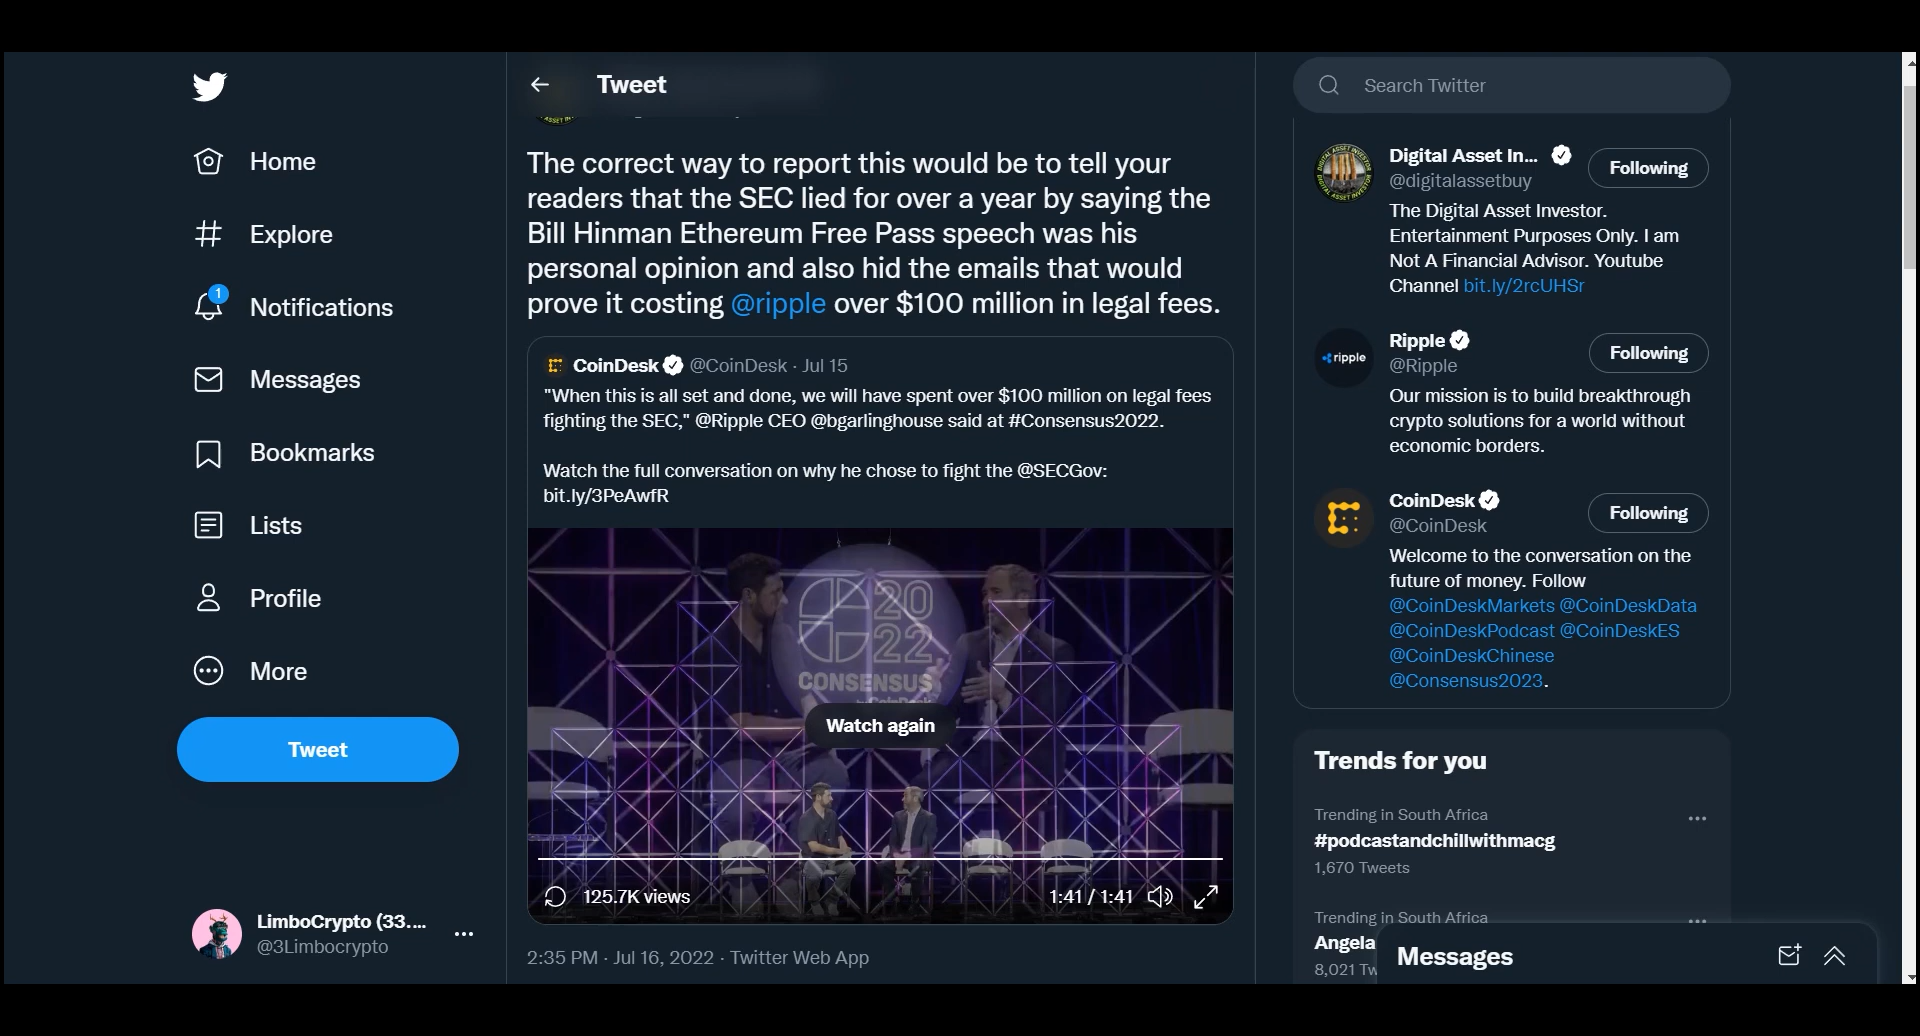 Tweet
Search Twitter
Home
Explore
1
Notifications
Messages
Bookmarks
Lists
Profile
More
Tweet
LimboCrypto (33....
@3Limbocrypto
The correct way to report this would be to tell your
readers that the SEC lied for over a year by saying the
Bill Hinman Ethereum Free Pass speech was his
personal opinion and also hid the emails that would
prove it costing @ripple over $100 million in legal fees.
CoinDesk @CoinDesk · Jul 15
"When this is all set and done, we will have spent over $100 million on legal fees
fighting the SEC," @Ripple CEO @bgarlinghouse said at #Consensus2022.
Watch the full conversation on why he chose to fight the @SECGov:
bit.ly/3PeAwfR
20
22
CONSENSUS
Watch again
125.7K views
1:41 / 1:41
2:35 PM · Jul 16, 2022 · Twitter Web App
DIGITAL ASSET INVESTOR
Digital Asset In...
@digitalassetbuy
Following
The Digital Asset Investor.
Entertainment Purposes Only. I am
Not A Financial Advisor. Youtube
Channel bit.ly/2rcUHSr
ripple
Ripple
@Ripple
Following
Our mission is to build breakthrough
crypto solutions for a world without
economic borders.
CoinDesk
@CoinDesk
Following
Welcome to the conversation on the
future of money. Follow
@CoinDeskMarkets @CoinDeskData
@CoinDeskPodcast @CoinDeskES
@CoinDeskChinese
@Consensus2023.
Trends for you
Trending in South Africa
#podcastandchillwithmacg
1,670 Tweets
Trending in South Africa
Angela
8,021 Tw
Messages